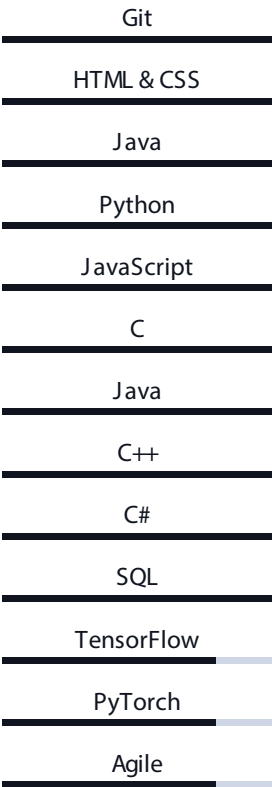 Git
HTML & CSS
Java
Python
JavaScript
C
Java
C++
C#
SQL
TensorFlow
PyTorch
Agile